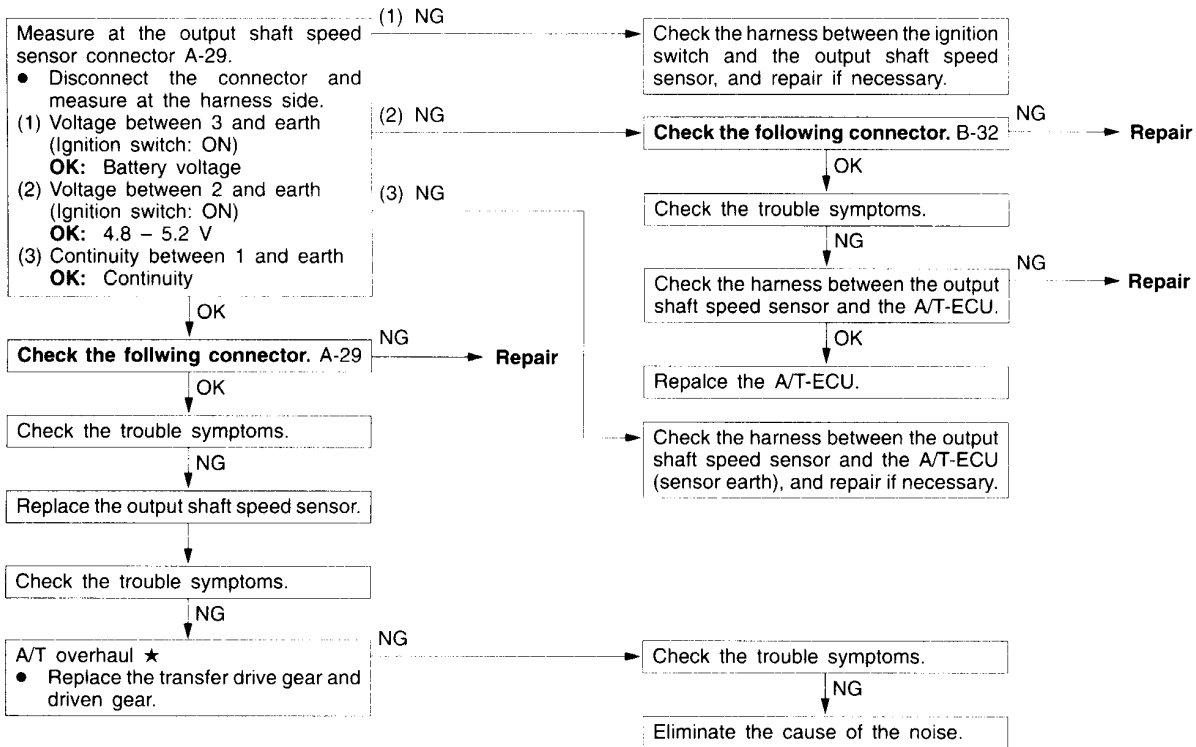 Measure at the output shaft speed
sensor connector A-29.
● Disconnect the connector and
measure at the harness side.
(1) Voltage between 3 and earth
(Ignition switch: ON)
OK: Battery voltage
(2) Voltage between 2 and earth
(Ignition switch: ON)
OK: 4.8 – 5.2 V
(3) Continuity between 1 and earth
OK: Continuity
(1) NG
Check the harness between the ignition
switch and the output shaft speed
sensor, and repair if necessary.
(2) NG
Check the following connector. B-32
NG
Repair
OK
Check the trouble symptoms.
NG
Check the harness between the output
shaft speed sensor and the A/T-ECU.
NG
Repair
OK
Repalce the A/T-ECU.
(3) NG
Check the harness between the output
shaft speed sensor and the A/T-ECU
(sensor earth), and repair if necessary.
OK
Check the follwing connector. A-29
NG
Repair
OK
Check the trouble symptoms.
NG
Replace the output shaft speed sensor.
Check the trouble symptoms.
NG
A/T overhaul ★
● Replace the transfer drive gear and
driven gear.
NG
Check the trouble symptoms.
NG
Eliminate the cause of the noise.